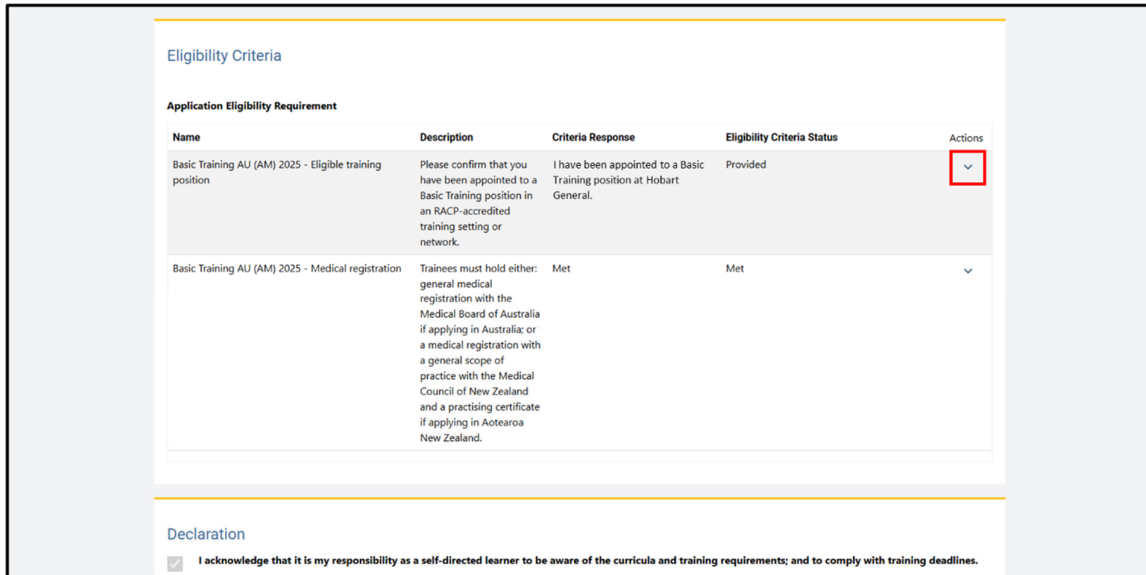 Eligibility Criteria
Application Eligibility Requirement
Name Description Criteria Response Eligibility Criteria Status Actions
Basic Training AU (AM) 2025 - Eligible training
position
Please confirm that you
have been appointed to a
Basic Training position in
an RACP-accredited
training setting or
network.
I have been appointed to a Basic
Training position at Hobart
General.
Provided
Basic Training AU (AM) 2025 - Medical registration
Trainees must hold either:
general medical
registration with the
Medical Board of Australia
if applying in Australia; or
a medical registration with
a general scope of
practice with the Medical
Council of New Zealand
and a practising certificate
if applying in Aotearoa
New Zealand.
Met
Met
Declaration
I acknowledge that it is my responsibility as a self-directed learner to be aware of the curricula and training requirements; and to comply with training deadlines.